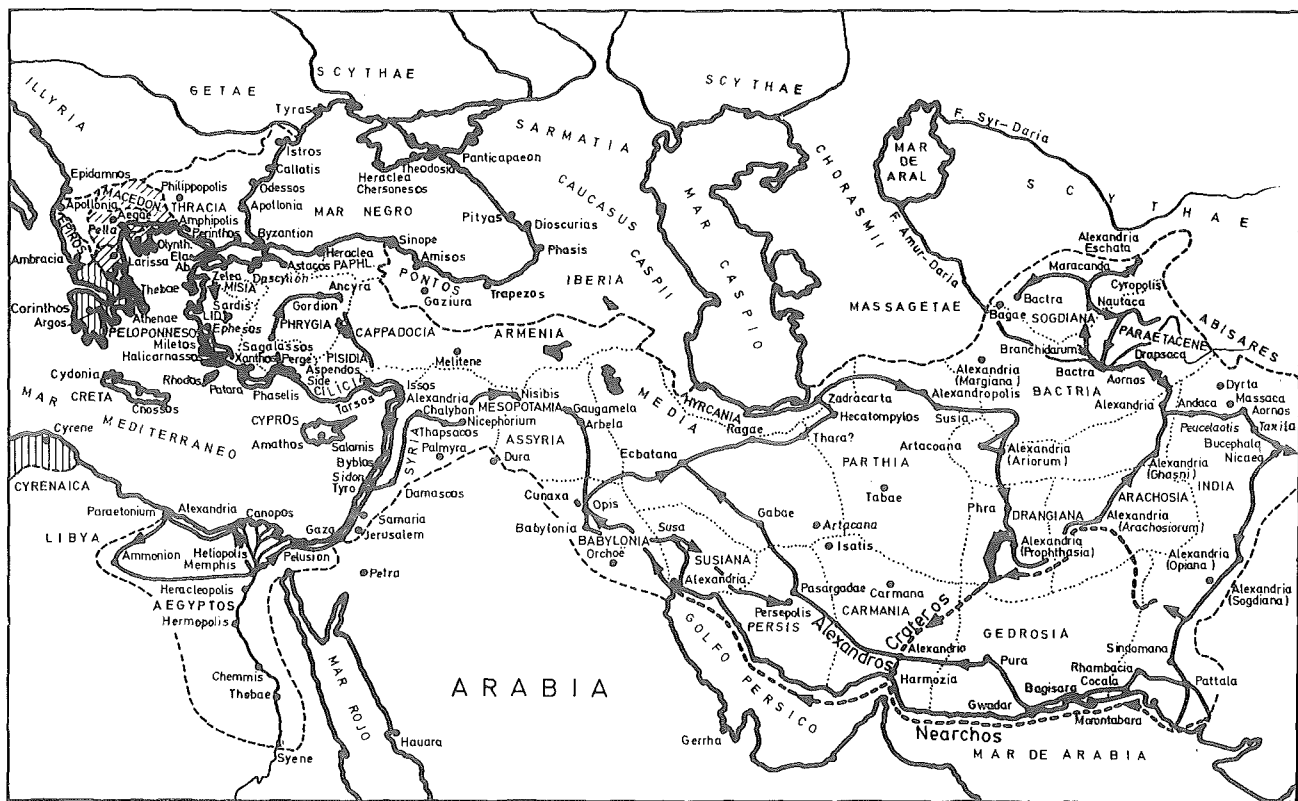 ILLYRIA
GETAE
SCYTHAE
SCYTHAE
Tyras
SARMATIA
CHORASMII
MAR
DE
ARAL
F. Syr-Daria
SCYTHAE
Istros
Callatis
Odessos
Apollonia
Panticapaeon
Theodosia
Heraclea
Chersonesos
CAUCASUS
CASPII
MAR CASPIO
F. Amur-Daria
Epidamnos
Philippopolis
MACEDON.
THRACIA
Apollonia
Aegae
Amphipolis
Pella
Perinthos
Byzantion
MAR NEGRO
Pityas
Dioscurias
Phasis
Sinope
Amisos
Heraclea
EPIROS
Olynth.
Elae
Ab.
Larissa
Ambracia
Zelea
Dascylion
Astacos
PAPHL.
PONTOS
Gaziura
Trapezos
IBERIA
MASSAGETAE
Alexandria
Eschata
Maracanda
Cyropolis
Bactra
Nautaca
Bagae
SOGDIANA
PARAETACENE
ABISARES
Branchidarum
Drapsaca
Bactra
Aornos
BACTRIA
Thebae
MISIA
Ancyra
Sardis
Gordion
LID.
Corinthos
Argos
Athenae
Ephesos
PHRYGIA
CAPPADOCIA
ARMENIA
PELOPONNESO
Miletos
Sagalassos
Melitene
Halicarnassos
Xanthos
Perge
PISIDIA
Aspendos
Side
CILICIA
Issos
Cydonia
Rhodos
Patara
Phaselis
Tarsos
CRETA
Cnossos
MAR MEDITERRANEO
CYPROS
Amathos
Alexandria
Chalybon
Nisibis
MESOPOTAMIA
Nicephorium
Thapsacos
Palmyra
Gaugamela
Arbela
ASSYRIA
Dura
MEDIA
HYRCANIA
Ragae
Zadracarta
Hecatompylos
Thara?
Alexandria
(Margiana)
Alexandropolis
Susia
Artacoana
Alexandria
(Ariorum)
Alexandria
Andaca
Dyrta
Massaca
Aornos
Peucelaotis
Taxila
Bucephala
Nicaea
Cyrene
CYRENAICA
Salamis
Byblos
Sidon
Tyro
SYRIA
Damascos
Ecbatana
PARTHIA
Tabae
Alexandria
(Ghasni)
INDIA
Paraetonium
Alexandria
Canopos
Gaza
Samaria
Jerusalem
Cunaxa
Opis
Gabae
Artacana
Isatis
Phra
DRANGIANA
ARACHOSIA
Alexandria
(Arachosiorum)
LIBYA
Ammonion
Heliopolis
Memphis
Pelusion
Petra
Babylonia
BABYLONIA
Orchoë
Susa
SUSIANA
Alexandria
Alexandria
(Prophthasia)
Alexandria
(Opiana)
Alexandria
(Sogdiana)
Heracleopolis
AEGYPTOS
Hermopolis
Persepolis
PERSIS
Pasargadae
Carmana
CARMANIA
Alexandros
Crateros
GEDROSIA
Sindomana
Chemmis
Thebae
Syene
MAR ROJO
Hauara
ARABIA
GOLFO PERSICO
Gerrha
Alexandria
Harmozia
Pura
Rhambacia
Cocala
Bagisara
Pattala
Gwadar
Morontabara
Nearchos
MAR DE ARABIA